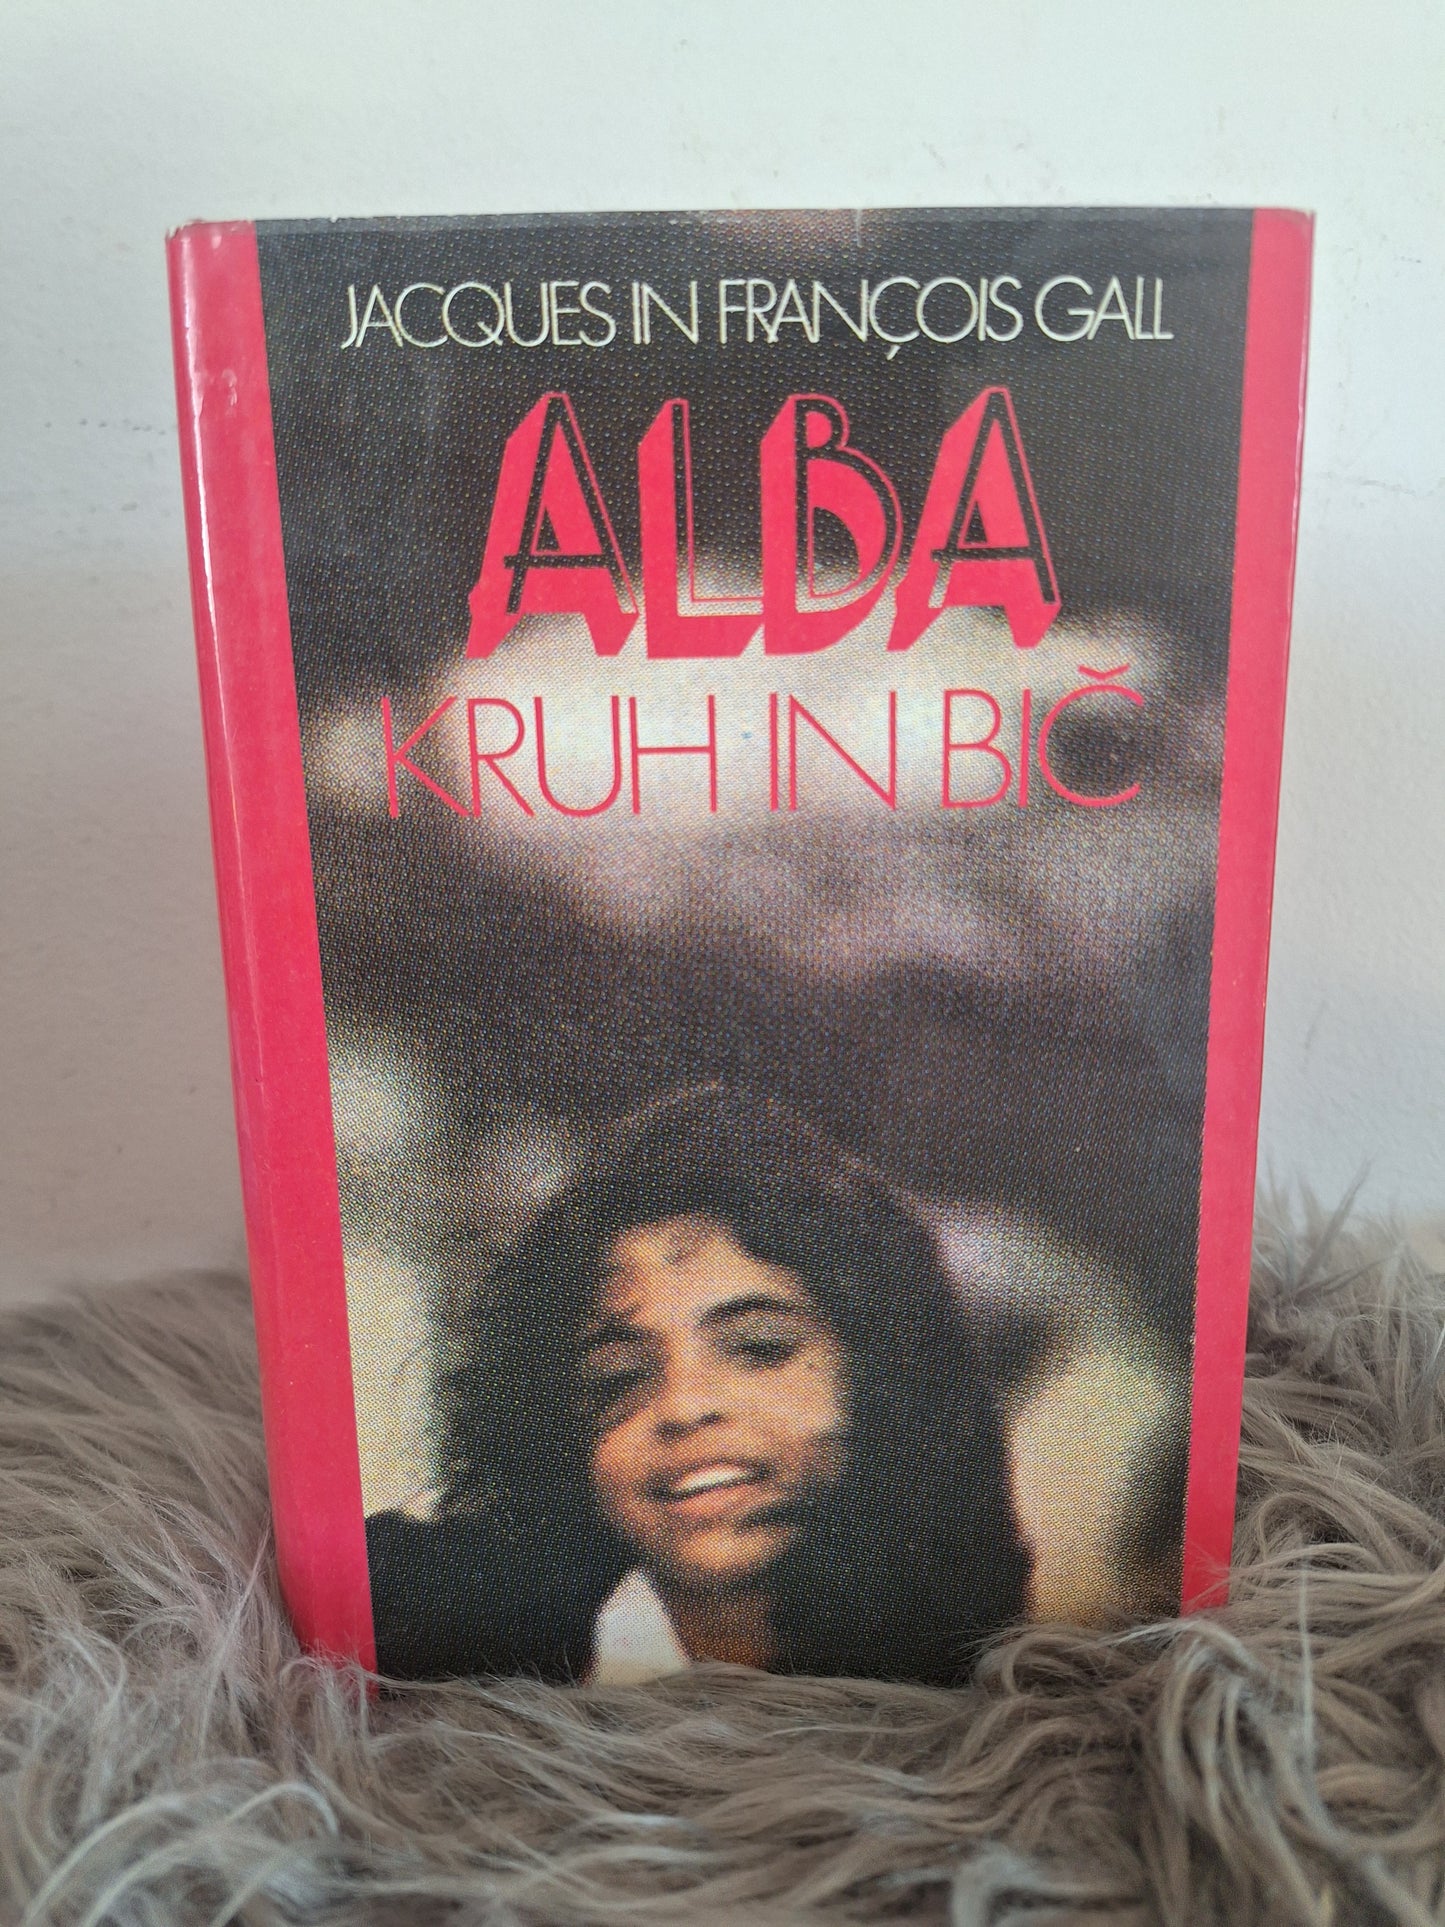 JACQUES IN FRANÇOIS GALL
ALBA
KRUH IN BIČ